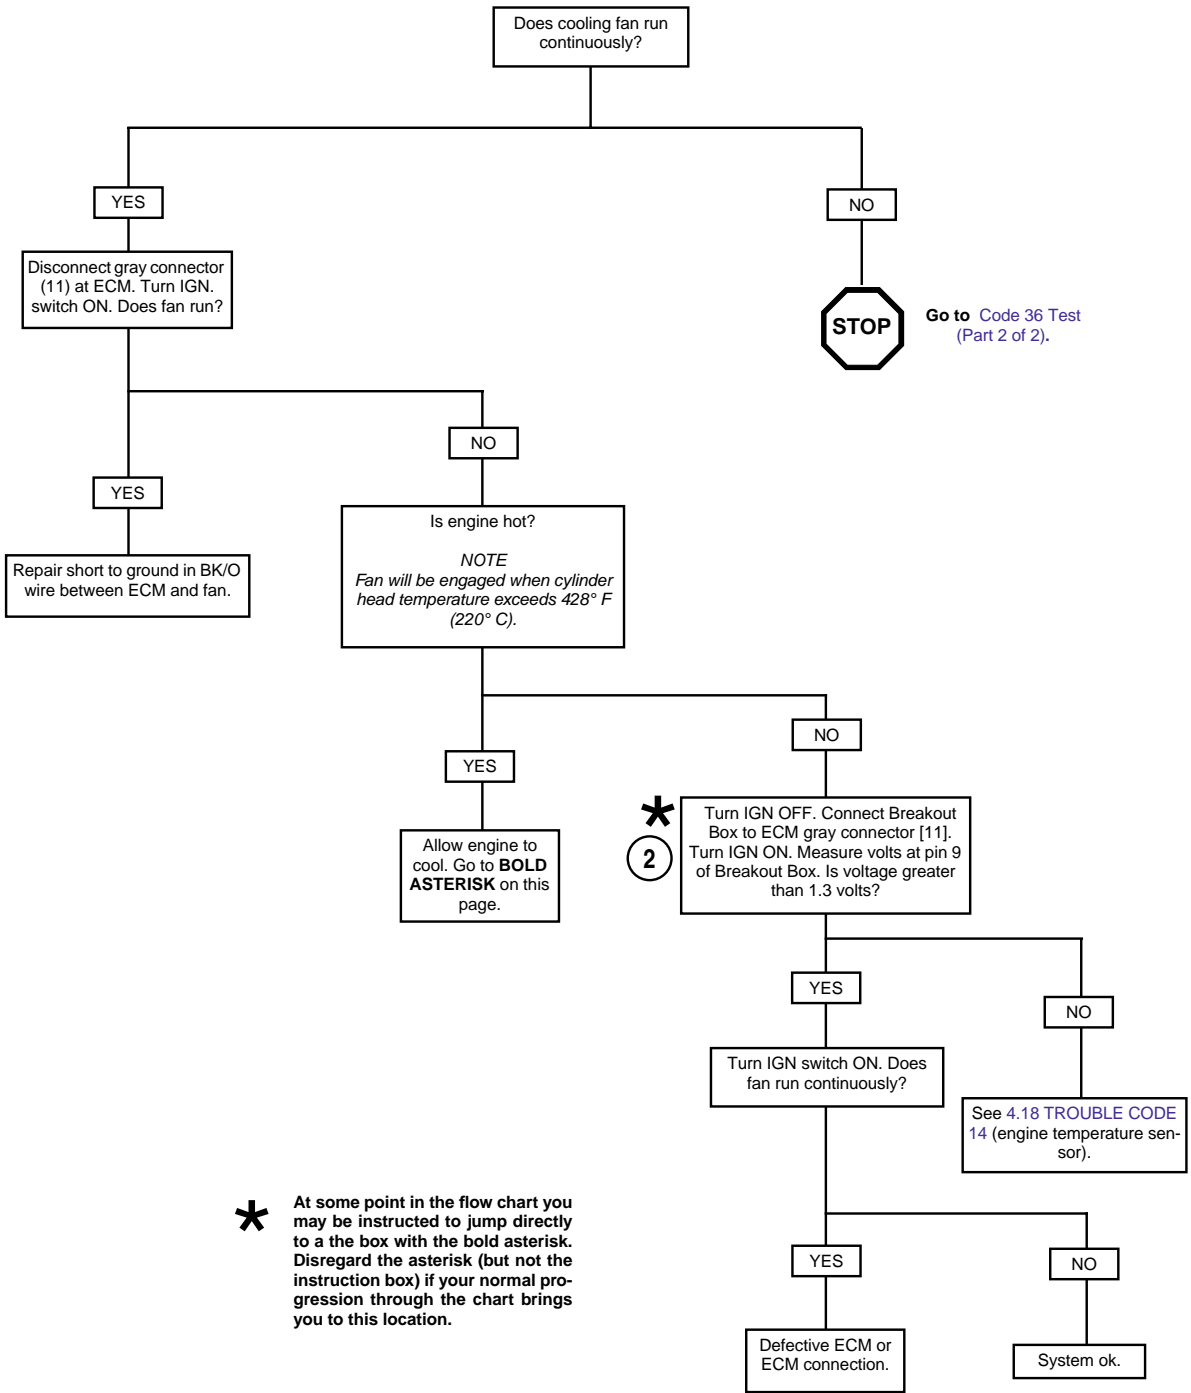 Does cooling fan run
continuously?
YES
NO
Disconnect gray connector
(11) at ECM. Turn IGN.
switch ON. Does fan run?
STOP
Go to Code 36 Test
(Part 2 of 2).
NO
YES
Is engine hot?
NOTE
Fan will be engaged when cylinder
head temperature exceeds 428° F
(220° C).
Repair short to ground in BK/O
wire between ECM and fan.
NO
YES
*
2
Turn IGN OFF. Connect Breakout
Box to ECM gray connector [11].
Turn IGN ON. Measure volts at pin 9
of Breakout Box. Is voltage greater
than 1.3 volts?
Allow engine to
cool. Go to BOLD
ASTERISK on this
page.
YES
NO
Turn IGN switch ON. Does
fan run continuously?
See 4.18 TROUBLE CODE
14 (engine temperature sen-
sor).
*
At some point in the flow chart you
may be instructed to jump directly
to a the box with the bold asterisk.
Disregard the asterisk (but not the
instruction box) if your normal pro-
gression through the chart brings
you to this location.
YES
NO
Defective ECM or
ECM connection.
System ok.